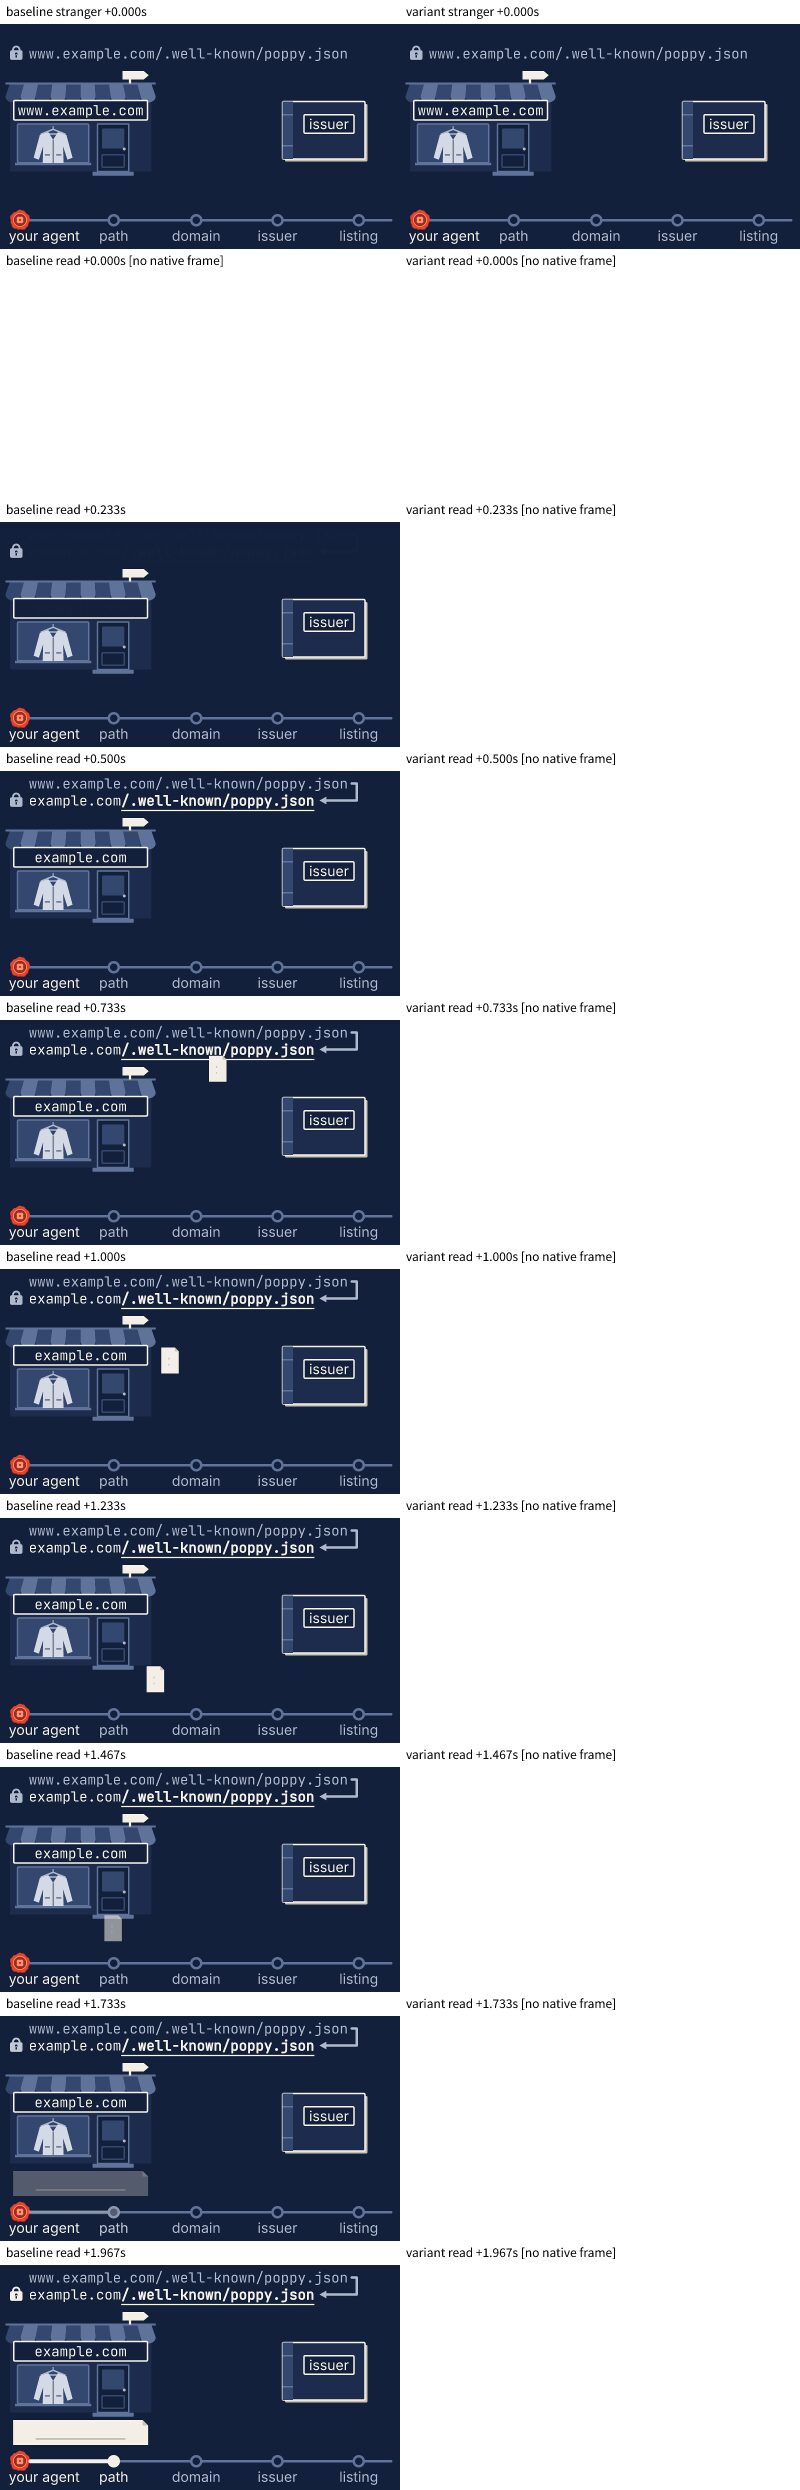 baseline stranger +0.000s
variant stranger +0.000s
www.example.com/.well-known/poppy.json
www.example.com/.well-known/poppy.json
www.example.com
issuer
www.example.com
issuer
your agent path domain issuer listing
your agent path domain issuer listing
baseline read +0.000s [no native frame]
variant read +0.000s [no native frame]
baseline read +0.233s
variant read +0.233s [no native frame]
issuer
your agent path domain issuer listing
baseline read +0.500s
variant read +0.500s [no native frame]
www.example.com/.well-known/poppy.json
example.com/.well-known/poppy.json
example.com
issuer
your agent path domain issuer listing
baseline read +0.733s
variant read +0.733s [no native frame]
www.example.com/.well-known/poppy.json
example.com/.well-known/poppy.json
example.com
issuer
your agent path domain issuer listing
baseline read +1.000s
variant read +1.000s [no native frame]
www.example.com/.well-known/poppy.json
example.com/.well-known/poppy.json
example.com
issuer
your agent path domain issuer listing
baseline read +1.233s
variant read +1.233s [no native frame]
www.example.com/.well-known/poppy.json
example.com/.well-known/poppy.json
example.com
issuer
your agent path domain issuer listing
baseline read +1.467s
variant read +1.467s [no native frame]
www.example.com/.well-known/poppy.json
example.com/.well-known/poppy.json
example.com
issuer
your agent path domain issuer listing
baseline read +1.733s
variant read +1.733s [no native frame]
www.example.com/.well-known/poppy.json
example.com/.well-known/poppy.json
example.com
issuer
your agent path domain issuer listing
baseline read +1.967s
variant read +1.967s [no native frame]
www.example.com/.well-known/poppy.json
example.com/.well-known/poppy.json
example.com
issuer
your agent path domain issuer listing